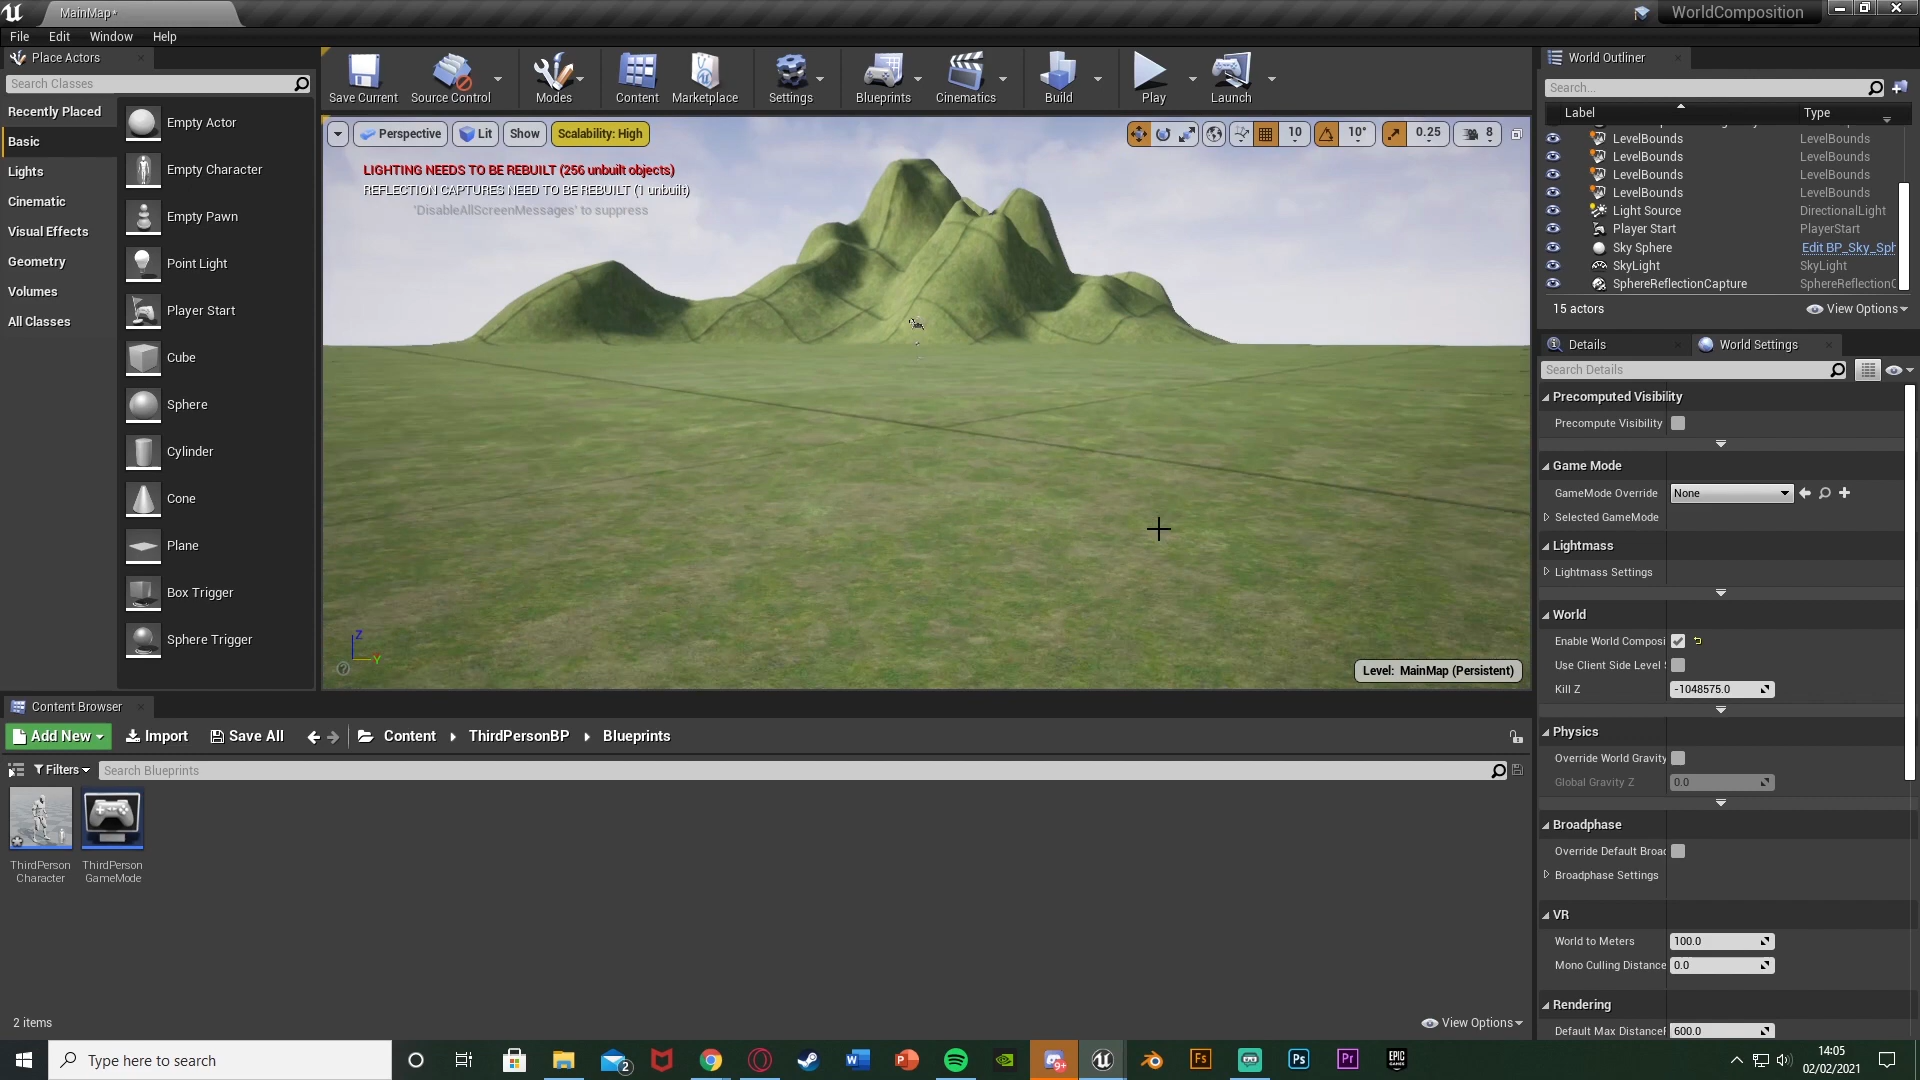 MainMap*
WorldComposition
File Edit Window Help
Place Actors
Search Classes
Recently Placed
Basic
Lights
Cinematic
Visual Effects
Geometry
Volumes
All Classes
Empty Actor
Empty Character
Empty Pawn
Point Light
Player Start
Cube
Sphere
Cylinder
Cone
Plane
Box Trigger
Sphere Trigger
Save Current
Source Control
Modes
Content
Marketplace
Settings
Blueprints
Cinematics
Build
Play
Launch
Perspective
Lit
Show
Scalability: High
10
10°
0.25
8
LIGHTING NEEDS TO BE REBUILT (256 unbuilt objects)
REFLECTION CAPTURES NEED TO BE REBUILT (1 unbuilt)
'DisableAllScreenMessages' to suppress
Z
Y
Level: MainMap (Persistent)
World Outliner
Search...
Label Type
LevelBounds LevelBounds
LevelBounds LevelBounds
LevelBounds LevelBounds
LevelBounds LevelBounds
Light Source DirectionalLight
Player Start PlayerStart
Sky Sphere Edit BP_Sky_Sph
SkyLight SkyLight
SphereReflectionCapture SphereReflectionC
15 actors
View Options
Details
World Settings
Search Details
Precomputed Visibility
Precompute Visibility
Game Mode
GameMode Override None
Selected GameMode
Lightmass
Lightmass Settings
World
Enable World Composi
Use Client Side Level
Kill Z -1048575.0
Physics
Override World Gravity
Global Gravity Z 0.0
Broadphase
Override Default Broad
Broadphase Settings
VR
World to Meters 100.0
Mono Culling Distance 0.0
Rendering
Default Max DistanceF 600.0
Content Browser
Add New
Import
Save All
Content
ThirdPersonBP
Blueprints
Filters
Search Blueprints
ThirdPerson
Character
ThirdPerson
GameMode
2 items
View Options
Type here to search
2
9+
Fs
Ps
Pr
EPIC
GAMES
14:05
02/02/2021